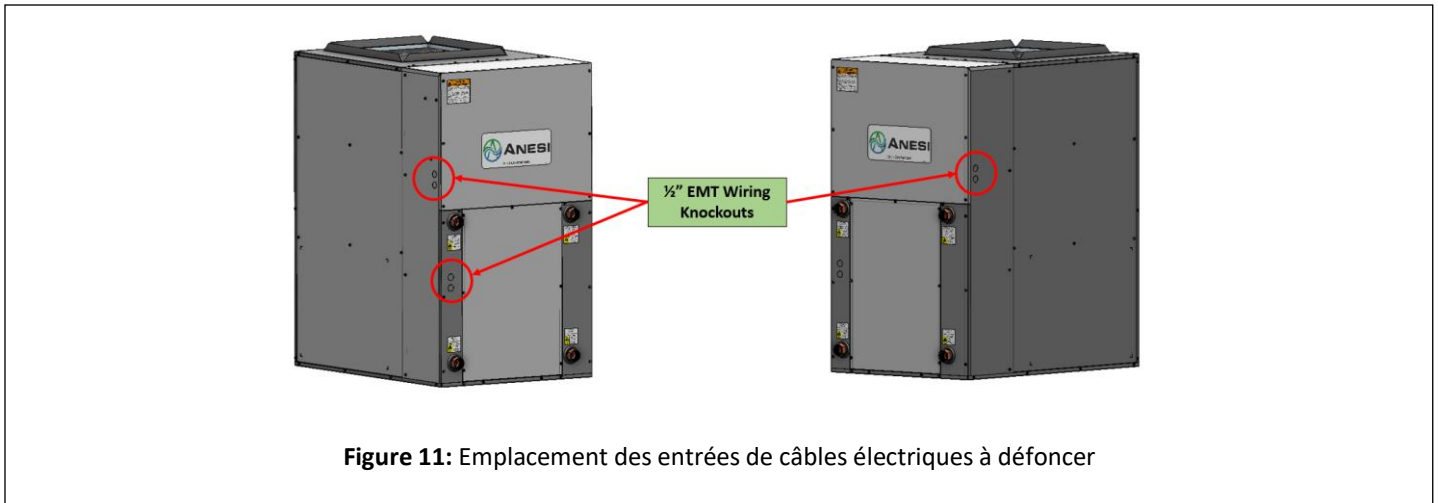 ANESI
ANESI
½” EMT Wiring
Knockouts
Figure 11: Emplacement des entrées de câbles électriques à défoncer